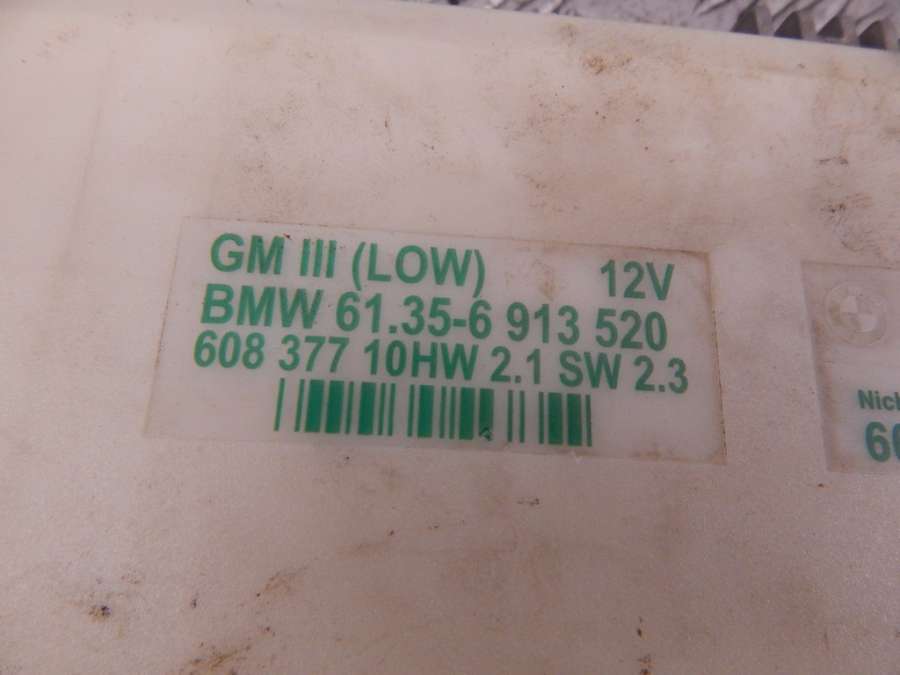 GM III (LOW) 12V
BMW 61.35-6 913 520
608 377 10HW 2.1 SW 2.3